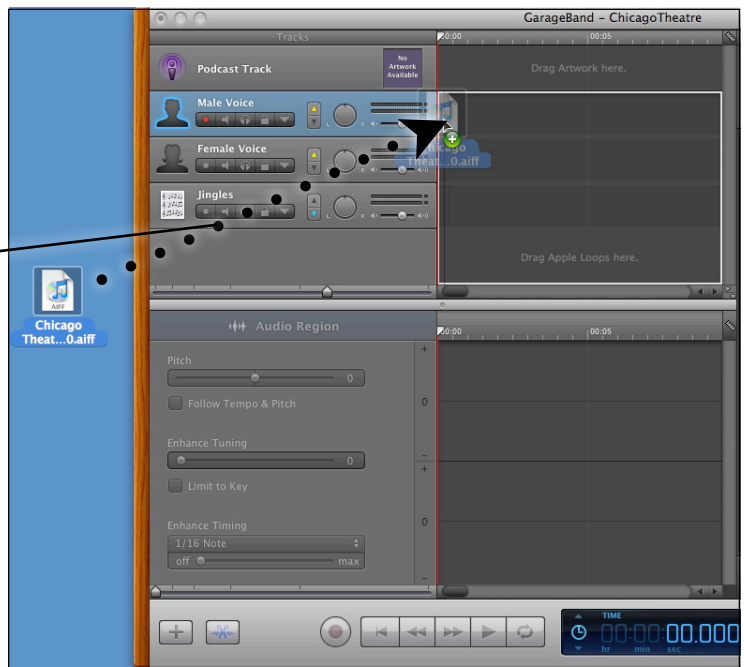 GarageBand – ChicagoTheatre
Tracks
0:00
00:05
Podcast Track
No
Artwork
Available
Drag Artwork here.
Male Voice
L R
Female Voice
L R
Chicago
Theat...0.aiff
Jingles
L R
Drag Apple Loops here.
AIFF
Chicago
Theat...0.aiff
Audio Region
0:00
00:05
Pitch
0
Follow Tempo & Pitch
Enhance Tuning
0
Limit to Key
Enhance Timing
1/16 Note
off
max
+
0
–
+
0
–
TIME
00:00:00.000
hr min sec